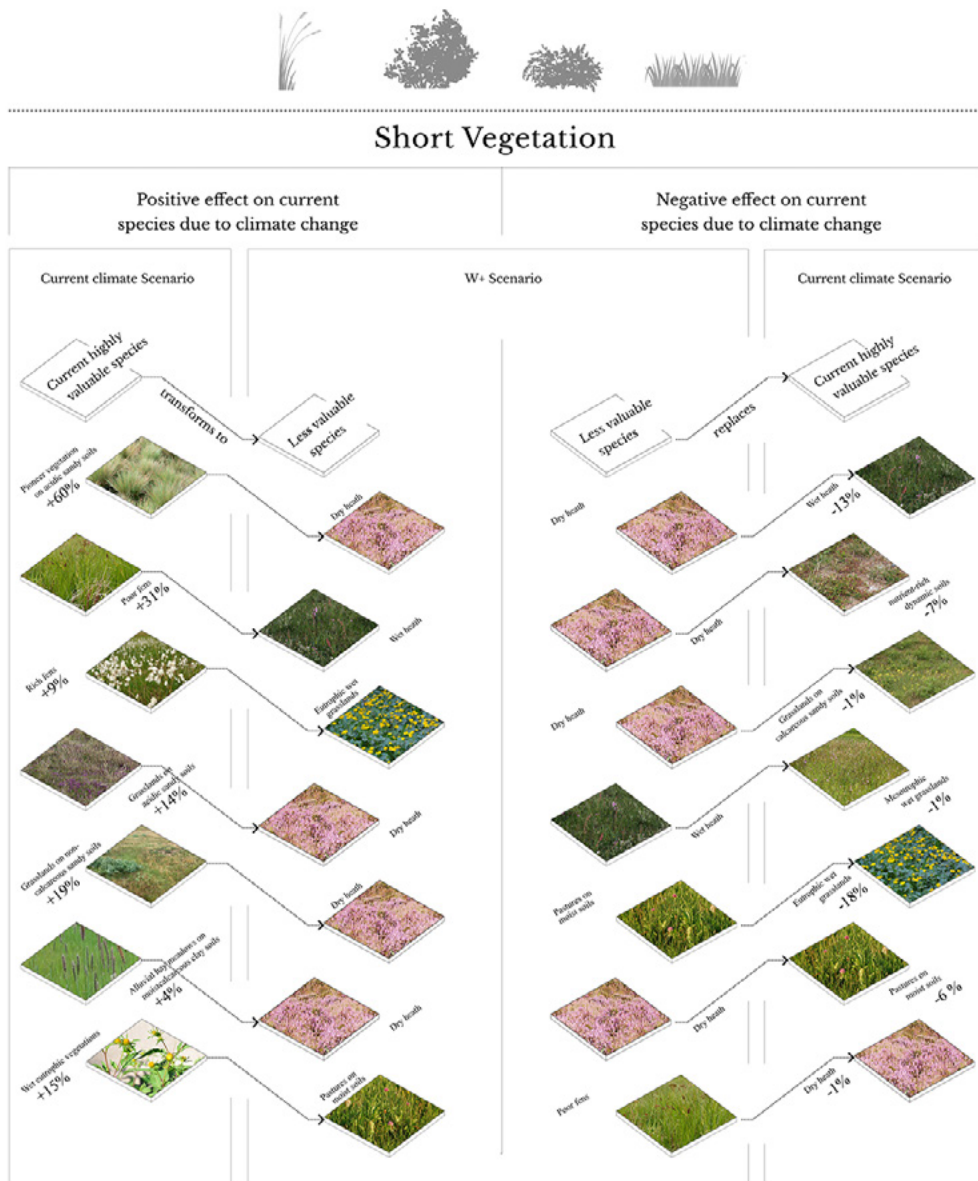 Short Vegetation
Positive effect on current
species due to climate change
Negative effect on current
species due to climate change
Current climate Scenario
W+ Scenario
Current climate Scenario
Current highly
valuable species
transforms to
Less valuable
species
Less valuable
species
replaces
Current highly
valuable species
Pioneer vegetation
on acidic sandy soils
+60%
Dry heath
Poor fens
+31%
Wet heath
Rich fens
+9%
Eutrophic wet
grasslands
Grasslands on
acidic sandy soils
+14%
Dry heath
Grasslands on non-
calcareous sandy soils
+19%
Dry heath
Alluvial hay meadows on
clay soils
+4%
Dry heath
Wet eutrophic vegetations
+15%
Pastures on
moist soils
Dry heath
Wet heath
-13%
Dry heath
nutrient-rich
dynamic soils
-7%
Dry heath
Grasslands on
calcareous sandy soils
-1%
Wet heath
Mesotrophic
wet grasslands
-1%
Pastures on
moist soils
Eutrophic wet
grasslands
-18%
Dry heath
Pastures on
moist soils
-6 %
Poor fens
Dry heath
-1%